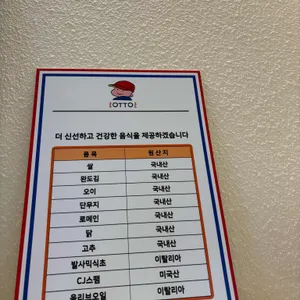 OTTO
더 신선하고 건강한 음식을 제공하겠습니다
품 목 원 산 지
쌀 국내산
완도김 국내산
오이 국내산
단무지 국내산
로메인 국내산
닭 국내산
고추 국내산
발사믹식초 이탈리아
CJ스팸 미국산
올리브오일 이탈리아